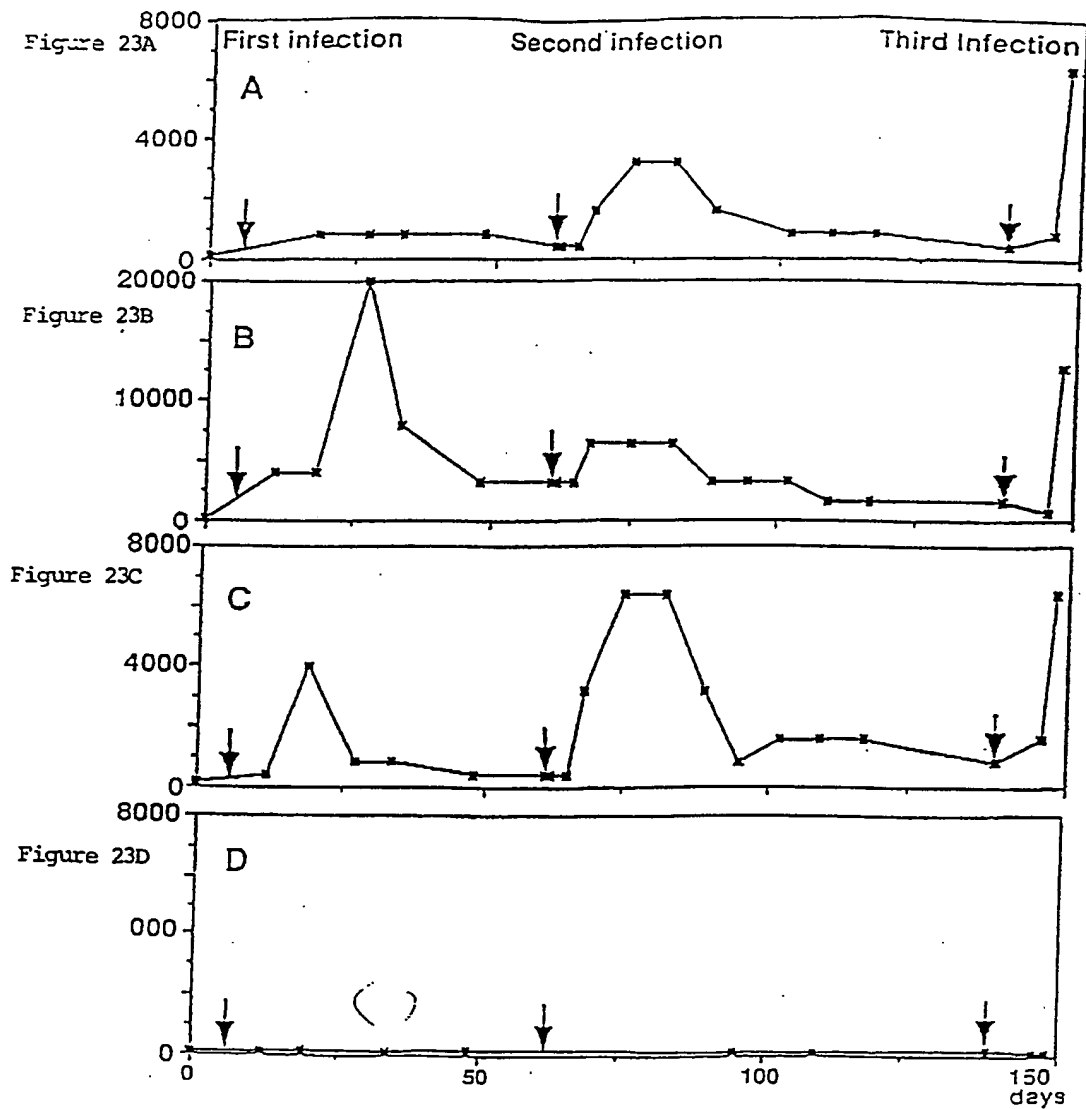 8000
Figure 23A
First infection
Second infection
Third Infection
A
4000
0
20000
Figure 23B
B
10000
0
8000
Figure 23C
C
4000
0
8000
Figure 23D
D
000
0
0
50
100
150
days